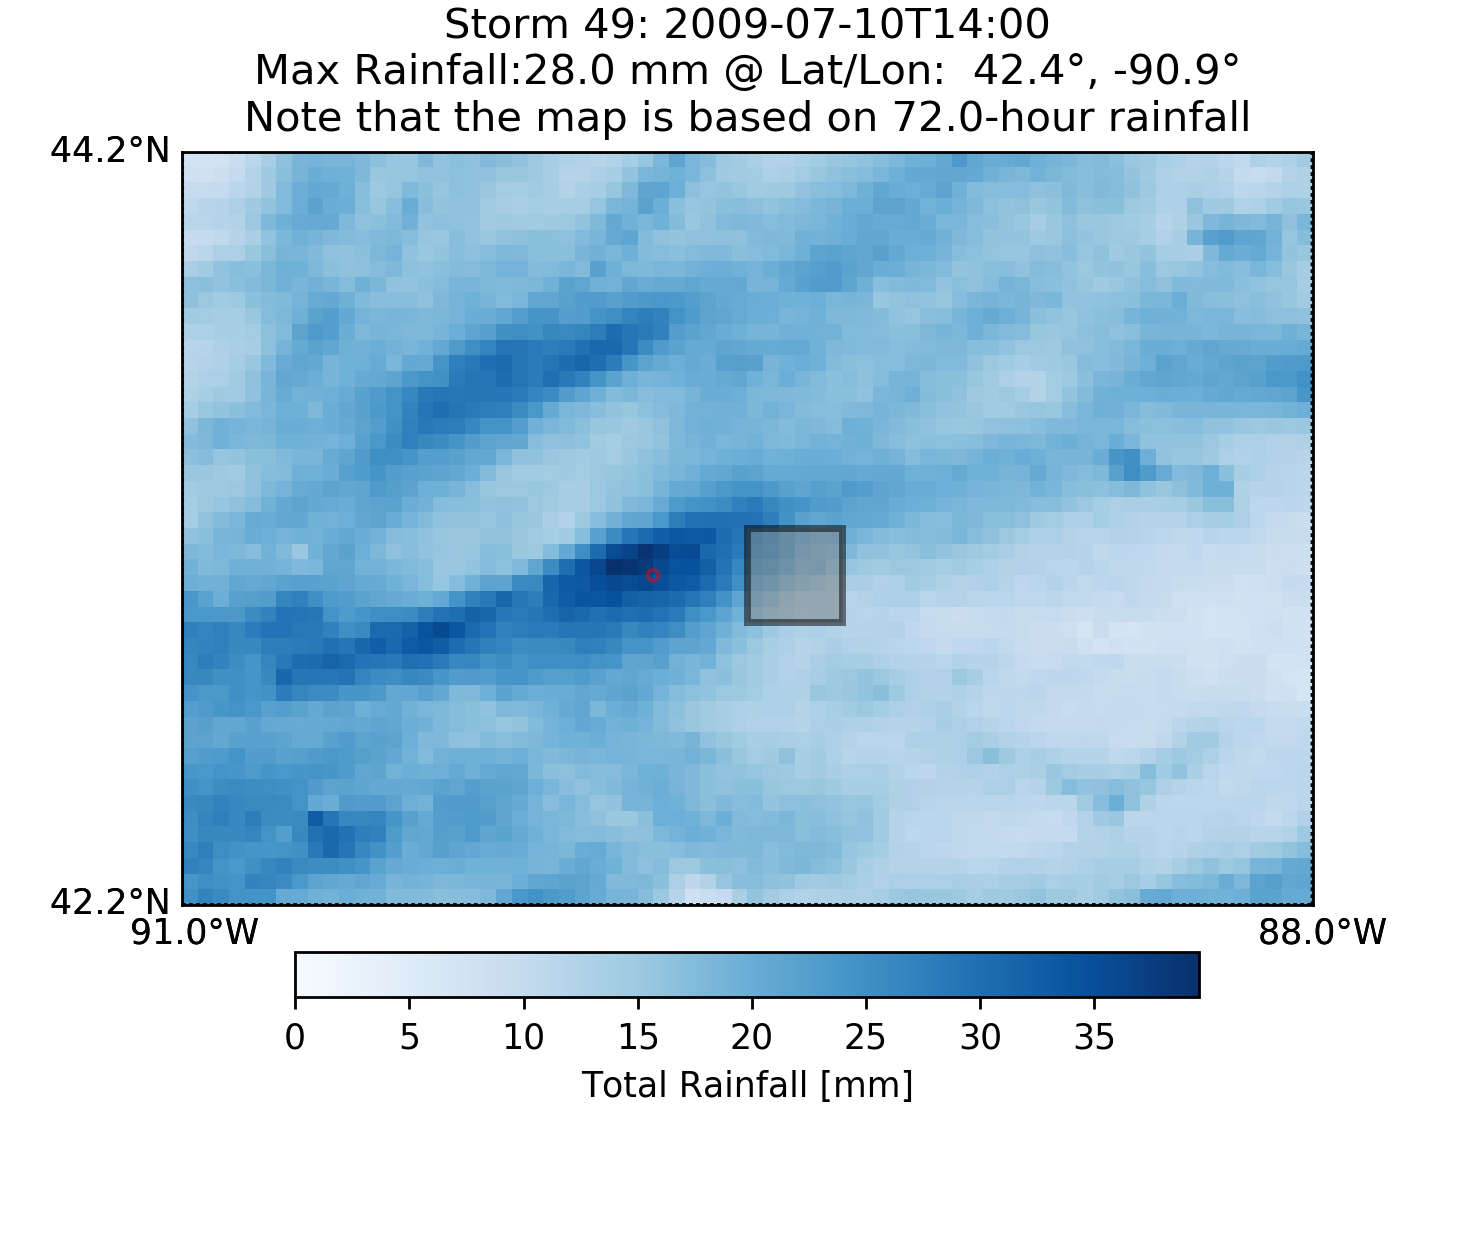 Storm 49: 2009-07-10T14:00
Max Rainfall:28.0 mm @ Lat/Lon:  42.4°, -90.9°
Note that the map is based on 72.0-hour rainfall
44.2°N
42.2°N
91.0°W 88.0°W
0 5 10 15 20 25 30 35
Total Rainfall [mm]